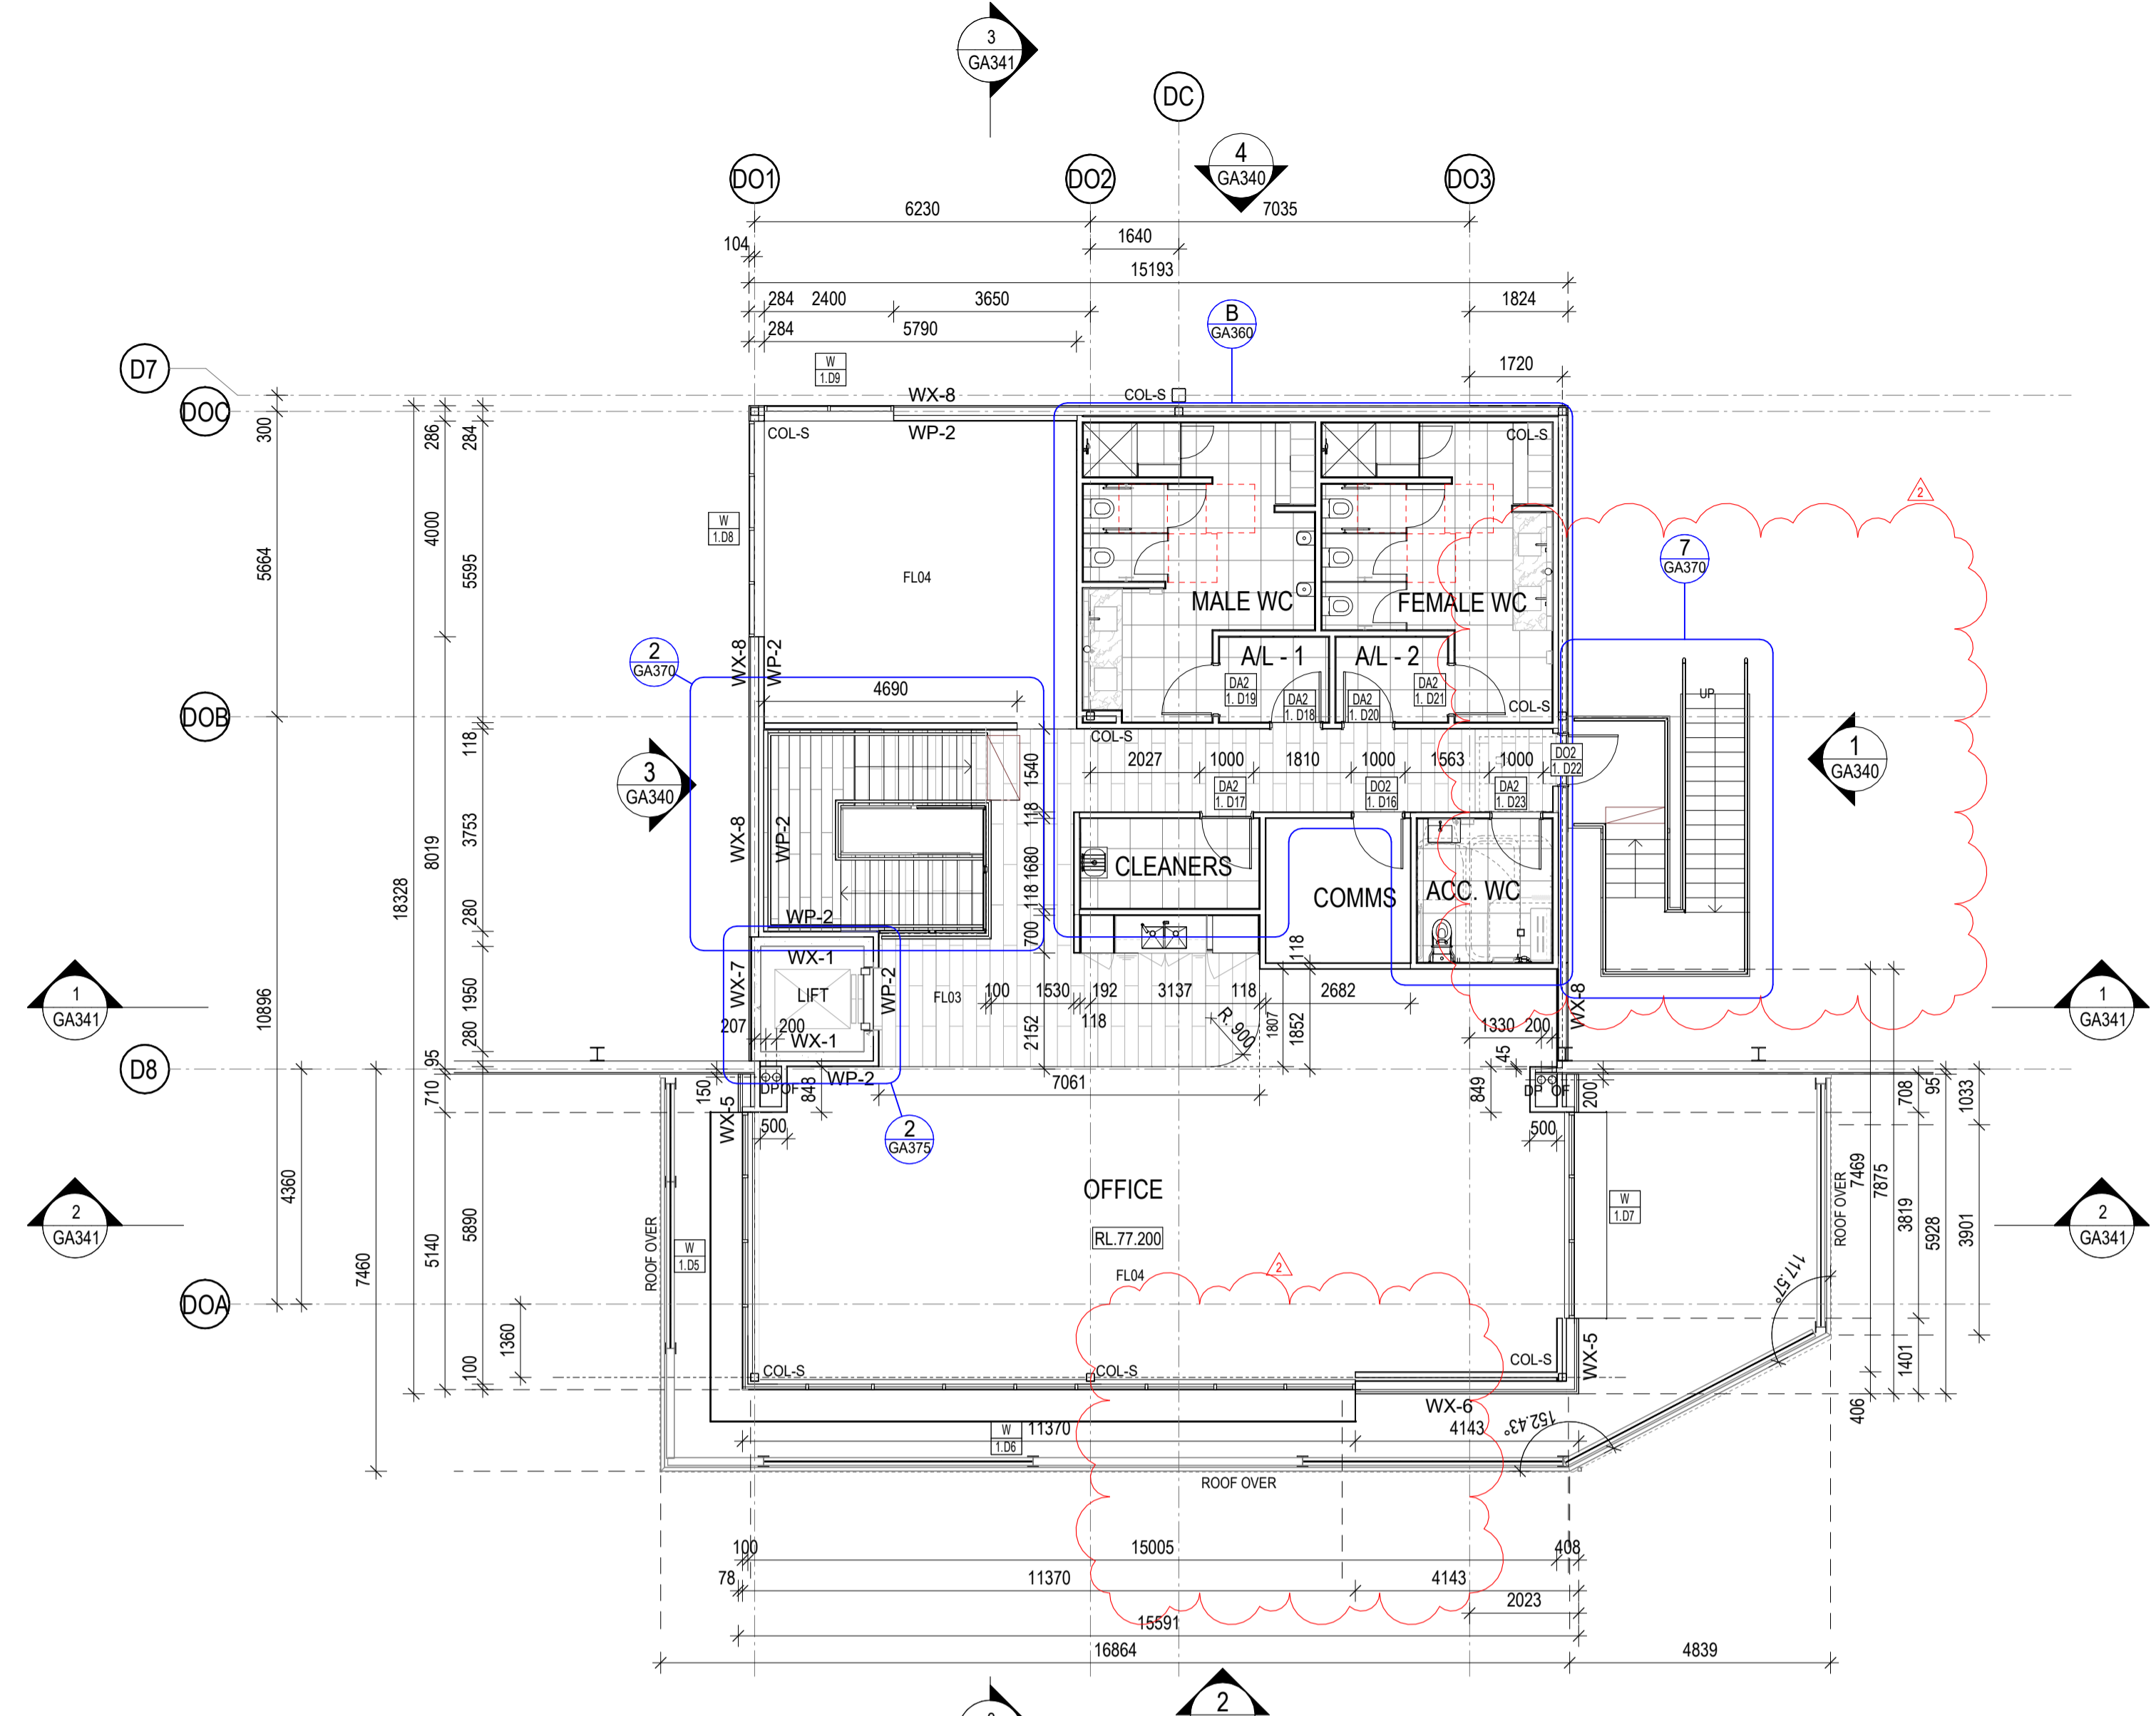 3
GA341
DC
4
GA340
DO1
DO2
DO3
6230
7035
104
1640
15193
284
2400
3650
1824
284
5790
B
GA360
1720
D7
W
1.D9
WX-8
COL-S
DOC
COL-S
WP-2
COL-S
300
286
284
2
W
1.D8
4000
5664
5595
FL04
7
GA370
MALE WC
FEMALE WC
2
GA370
WX-8
WP-2
A/L - 1
A/L - 2
4690
DA2
1. D19
DA2
1. D18
DA2
1. D20
DA2
1. D21
UP
COL-S
DOB
118
COL-S
3
GA340
1540
2027
1000
1810
1000
1563
1000
DO2
1. D22
1
GA340
DA2
1. D17
DO2
1. D16
DA2
1. D23
118
WX-8
WP-2
3753
8019
18328
1680
CLEANERS
COMMS
ACC. WC
118
280
WP-2
700
118
WX-1
WX-7
LIFT
WP-2
FL03
100
1530
192
3137
118
2682
118
WX-8
1
GA341
1
GA341
10896
1950
207
200
WX-1
2152
R. 900
1807
1852
1330
200
280
45
D8
95
WP-2
710
150
DP OF
848
7061
849
DP OF
200
708
95
1033
WX-5
500
500
2
GA375
2
GA341
2
GA341
4360
5890
OFFICE
7469
7875
RL.77.200
W
1.D7
3819
5928
3901
ROOF OVER
ROOF OVER
W
1.D5
7460
5140
FL04
2
117.57°
DOA
1360
100
COL-S
COL-S
COL-S
WX-5
1401
406
WX-6
11370
W
1.D6
4143
152.43°
ROOF OVER
100
15005
408
78
11370
4143
2023
15591
16864
4839
2